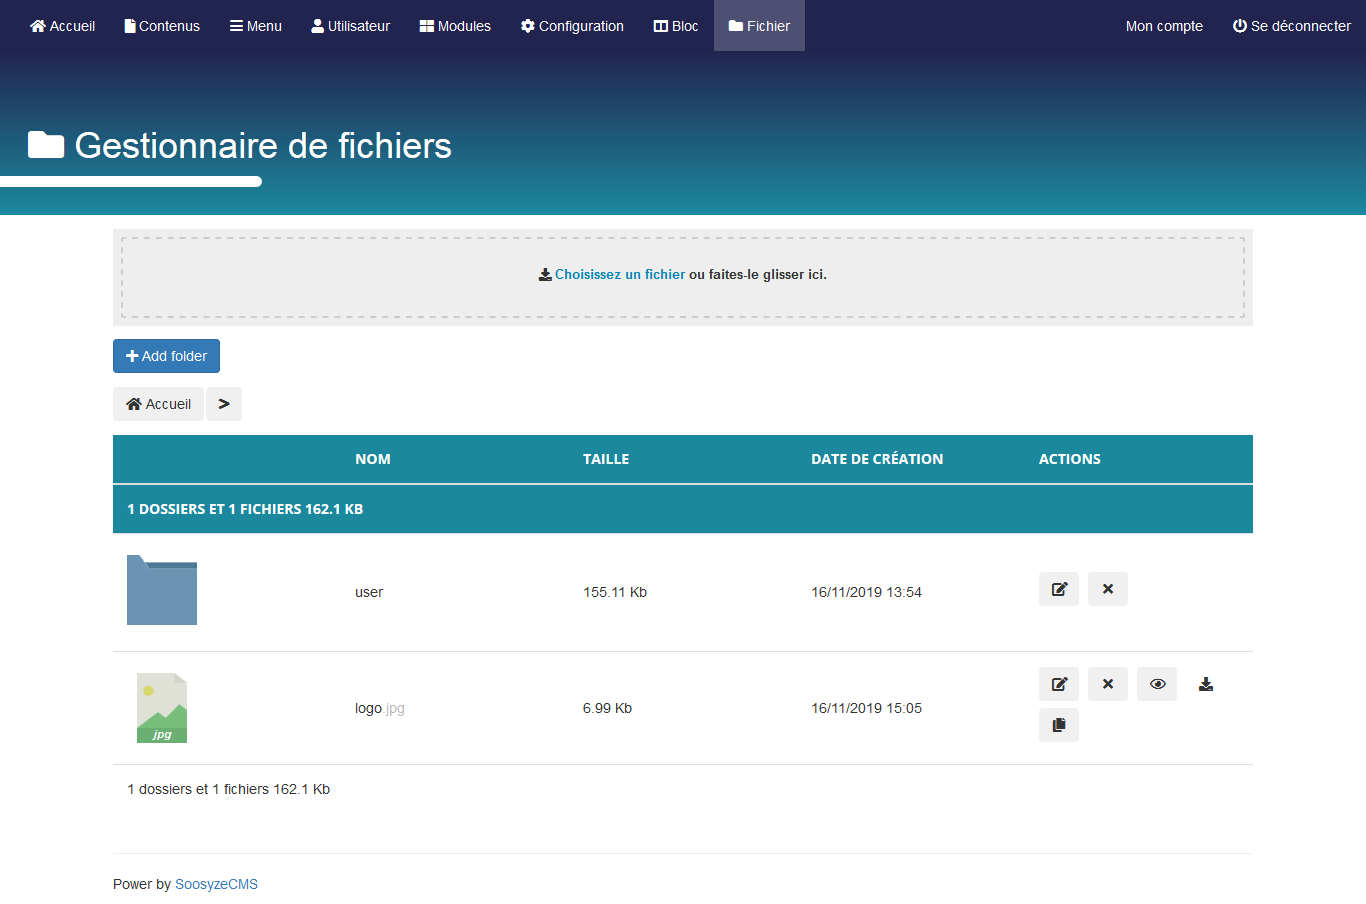 Accueil Contenus Menu Utilisateur Modules Configuration Bloc Fichier Mon compte Se déconnecter
Gestionnaire de fichiers
Choisissez un fichier ou faites-le glisser ici.
Add folder
Accueil >
NOM TAILLE DATE DE CRÉATION ACTIONS
1 DOSSIERS ET 1 FICHIERS 162.1 KB
user 155.11 Kb 16/11/2019 13:54
jpg logo.jpg 6.99 Kb 16/11/2019 15:05
1 dossiers et 1 fichiers 162.1 Kb
Power by SoosyzeCMS